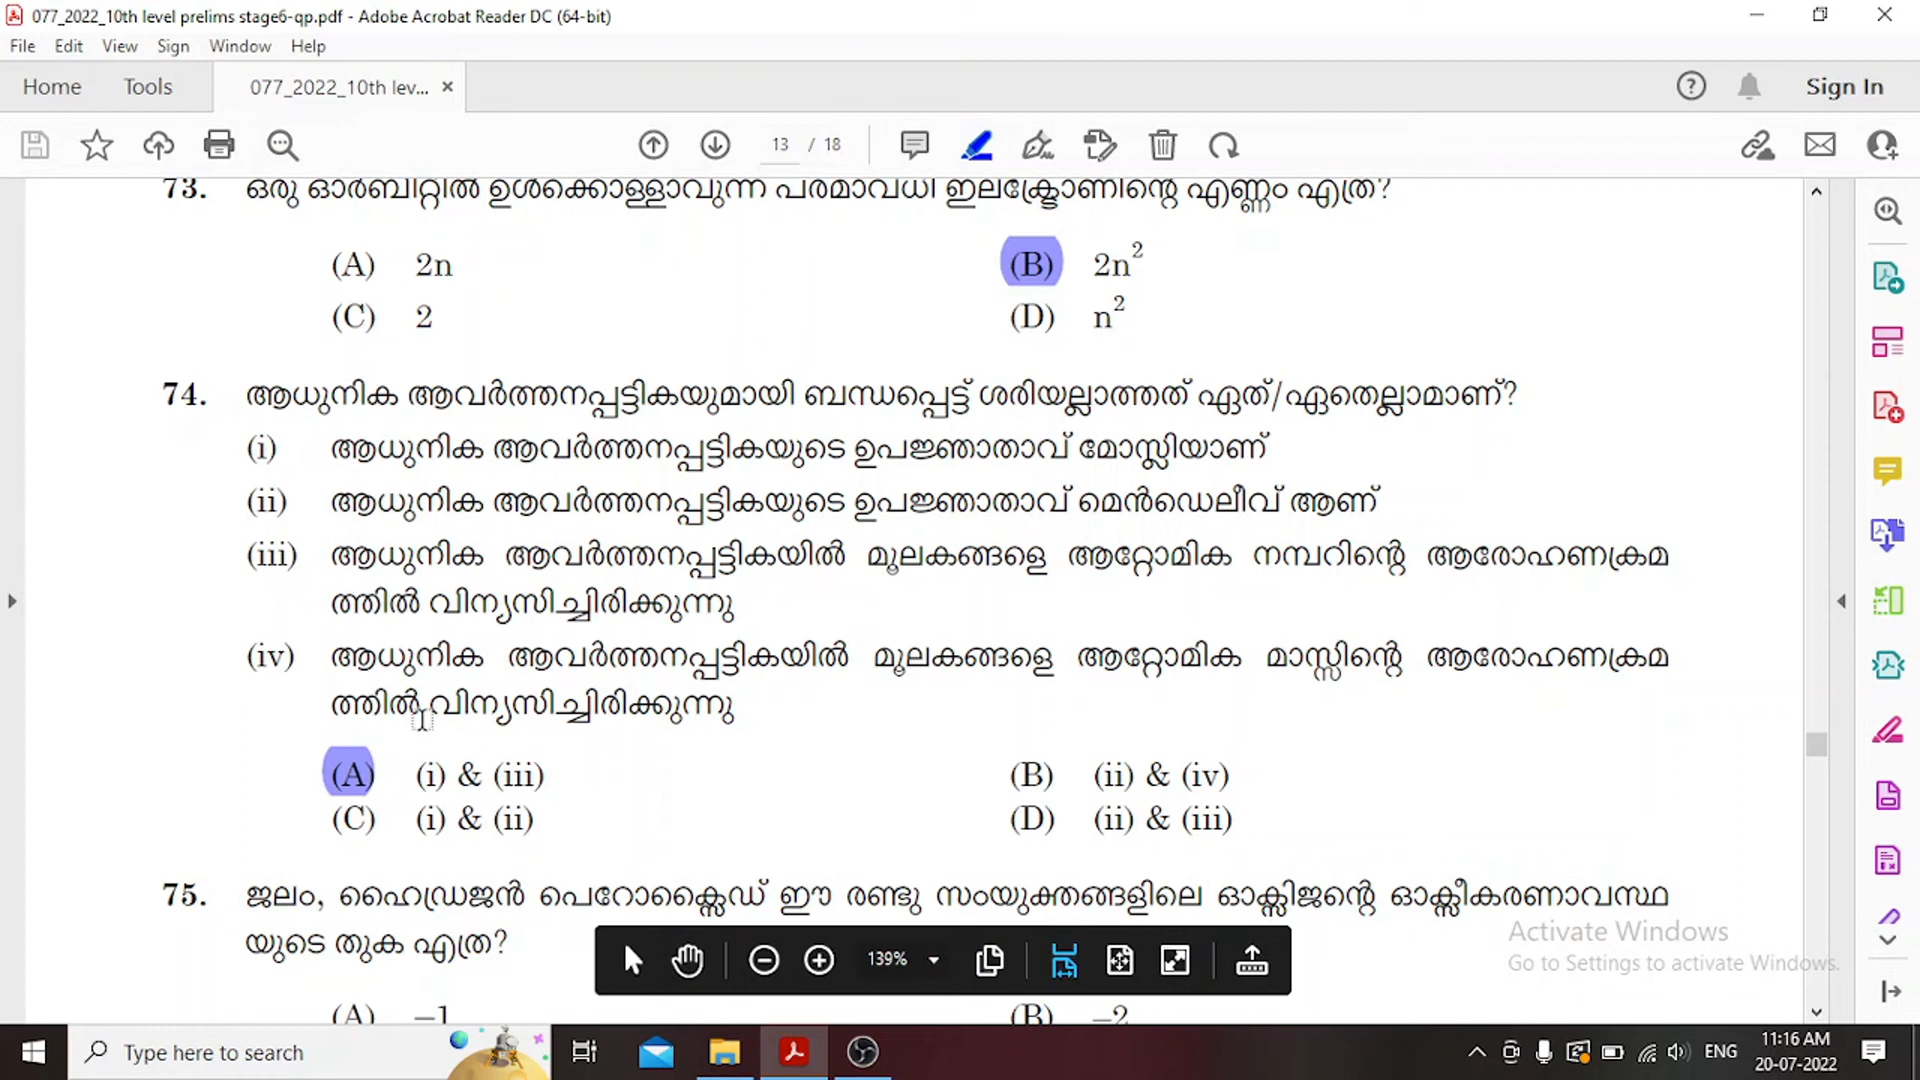 077_2022_10th level prelims stage6-qp.pdf - Adobe Acrobat Reader DC (64-bit)
File Edit View Sign Window Help
Home Tools 077_2022_10th lev... × Sign In
13 / 18
73. ഒരു ഓർബിറ്റിൽ ഉൾക്കൊള്ളാവുന്ന പരമാവധി ഇലക്ട്രോണിന്റെ എണ്ണം എത്ര?
(A) 2n (B) 2n²
(C) 2 (D) n²
74. ആധുനിക ആവർത്തനപ്പട്ടികയുമായി ബന്ധപ്പെട്ട് ശരിയല്ലാത്തത് ഏത്/ഏതെല്ലാമാണ്?
(i) ആധുനിക ആവർത്തനപ്പട്ടികയുടെ ഉപജ്ഞാതാവ് മോസ്ലിയാണ്
(ii) ആധുനിക ആവർത്തനപ്പട്ടികയുടെ ഉപജ്ഞാതാവ് മെൻഡെലീവ് ആണ്
(iii) ആധുനിക ആവർത്തനപ്പട്ടികയിൽ മൂലകങ്ങളെ ആറ്റോമിക നമ്പറിന്റെ ആരോഹണക്രമ
ത്തിൽ വിന്യസിച്ചിരിക്കുന്നു
(iv) ആധുനിക ആവർത്തനപ്പട്ടികയിൽ മൂലകങ്ങളെ ആറ്റോമിക മാസ്സിന്റെ ആരോഹണക്രമ
ത്തിൽ വിന്യസിച്ചിരിക്കുന്നു
(A) (i) & (iii) (B) (ii) & (iv)
(C) (i) & (ii) (D) (ii) & (iii)
75. ജലം, ഹൈഡ്രജൻ പെറോക്സൈഡ് ഈ രണ്ടു സംയുക്തങ്ങളിലെ ഓക്സിജന്റെ ഓക്സീകരണാവസ്ഥ
യുടെ തുക എത്ര?
Activate Windows
139% Go to Settings to activate Windows.
(A) –1 (B) –2
Type here to search ENG 11:16 AM
20-07-2022